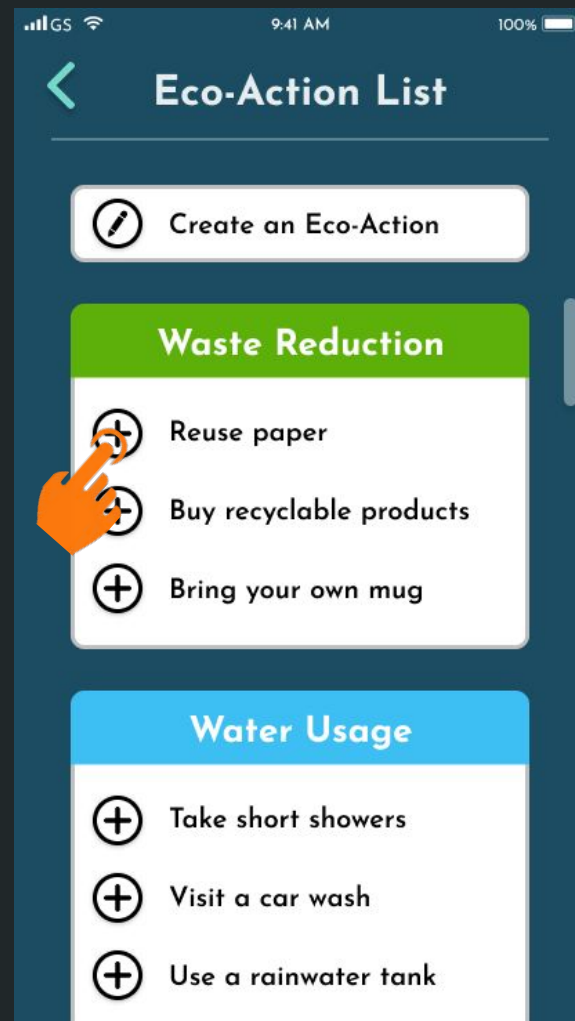 GS 9:41 AM 100%
Eco-Action List
Create an Eco-Action
Waste Reduction
Reuse paper
Buy recyclable products
Bring your own mug
Water Usage
Take short showers
Visit a car wash
Use a rainwater tank